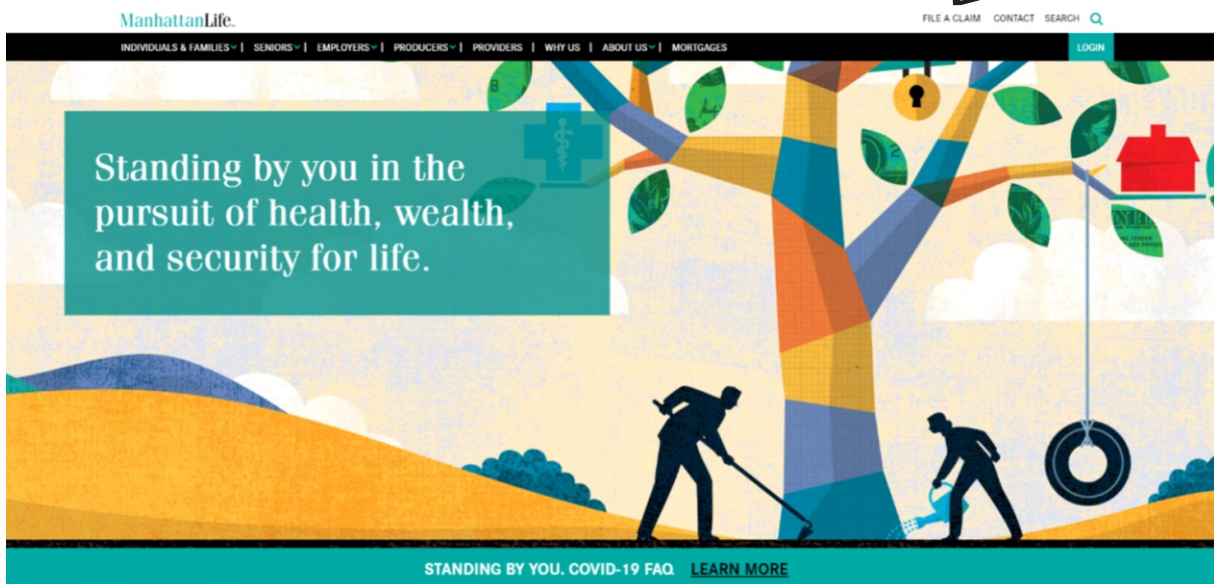 ManhattanLife.
FILE A CLAIM CONTACT SEARCH
INDIVIDUALS & FAMILIES | SENIORS | EMPLOYERS | PRODUCERS | PROVIDERS | WHY US | ABOUT US | MORTGAGES
LOGIN
B
2
Standing by you in the
pursuit of health, wealth,
and security for life.
STANDING BY YOU. COVID-19 FAQ LEARN MORE